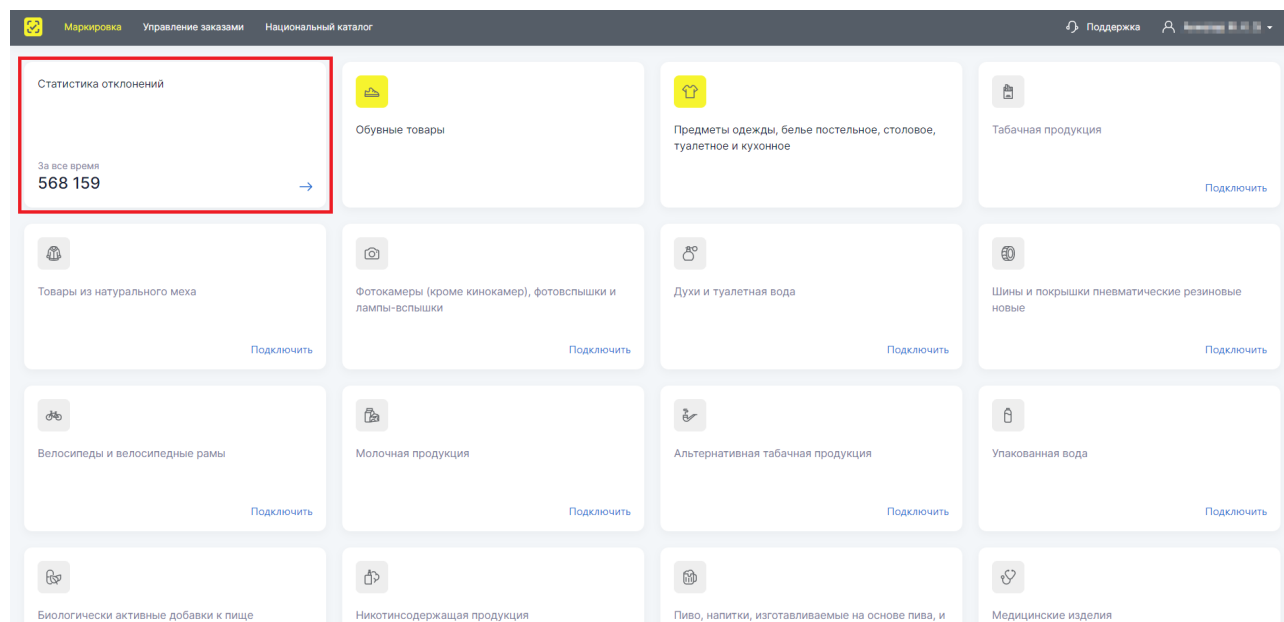 Маркировка Управление заказами Национальный каталог Поддержка
Статистика отклонений
За все время
568 159
Обувные товары
Предметы одежды, белье постельное, столовое,
туалетное и кухонное
Табачная продукция
Подключить
Товары из натурального меха
Подключить
Фотокамеры (кроме кинокамер), фотовспышки и
лампы-вспышки
Подключить
Духи и туалетная вода
Подключить
Шины и покрышки пневматические резиновые
новые
Подключить
Велосипеды и велосипедные рамы
Подключить
Молочная продукция
Подключить
Альтернативная табачная продукция
Подключить
Упакованная вода
Подключить
Биологически активные добавки к пище
Никотинсодержащая продукция
Пиво, напитки, изготавливаемые на основе пива, и
Медицинские изделия